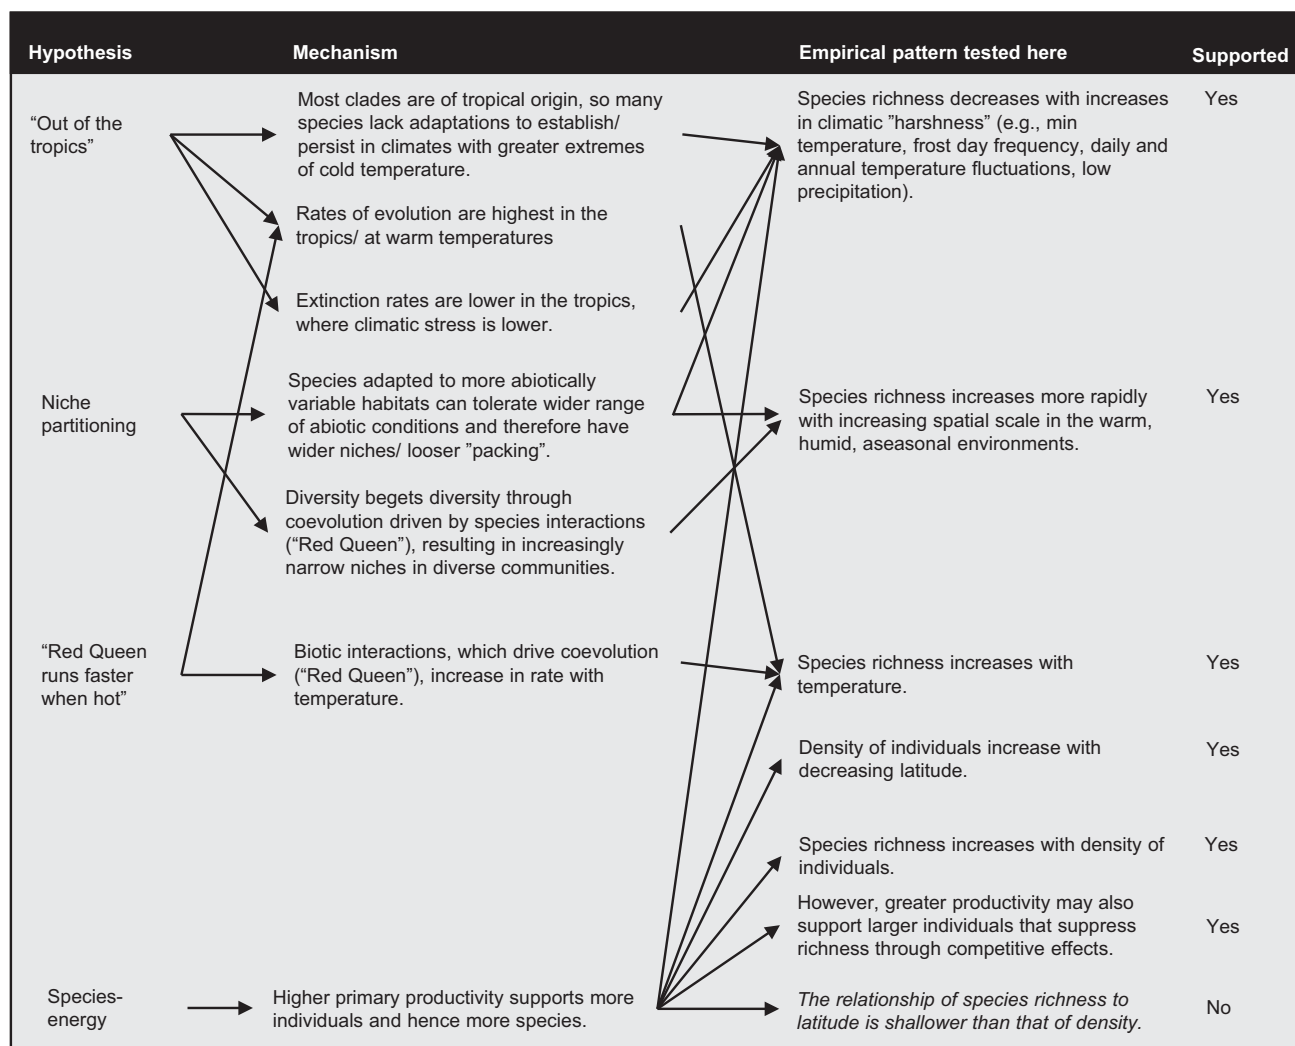 Hypothesis
Mechanism
Empirical pattern tested here
Supported
“Out of the
tropics”
Most clades are of tropical origin, so many
species lack adaptations to establish/
persist in climates with greater extremes
of cold temperature.
Species richness decreases with increases
in climatic ”harshness” (e.g., min
temperature, frost day frequency, daily and
annual temperature fluctuations, low
precipitation).
Yes
Rates of evolution are highest in the
tropics/ at warm temperatures
Extinction rates are lower in the tropics,
where climatic stress is lower.
Niche
partitioning
Species adapted to more abiotically
variable habitats can tolerate wider range
of abiotic conditions and therefore have
wider niches/ looser ”packing”.
Species richness increases more rapidly
with increasing spatial scale in the warm,
humid, aseasonal environments.
Yes
Diversity begets diversity through
coevolution driven by species interactions
(“Red Queen”), resulting in increasingly
narrow niches in diverse communities.
“Red Queen
runs faster
when hot”
Biotic interactions, which drive coevolution
(“Red Queen”), increase in rate with
temperature.
Species richness increases with
temperature.
Yes
Density of individuals increase with
decreasing latitude.
Yes
Species richness increases with density of
individuals.
Yes
However, greater productivity may also
support larger individuals that suppress
richness through competitive effects.
Yes
Species-
energy
Higher primary productivity supports more
individuals and hence more species.
The relationship of species richness to
latitude is shallower than that of density.
No